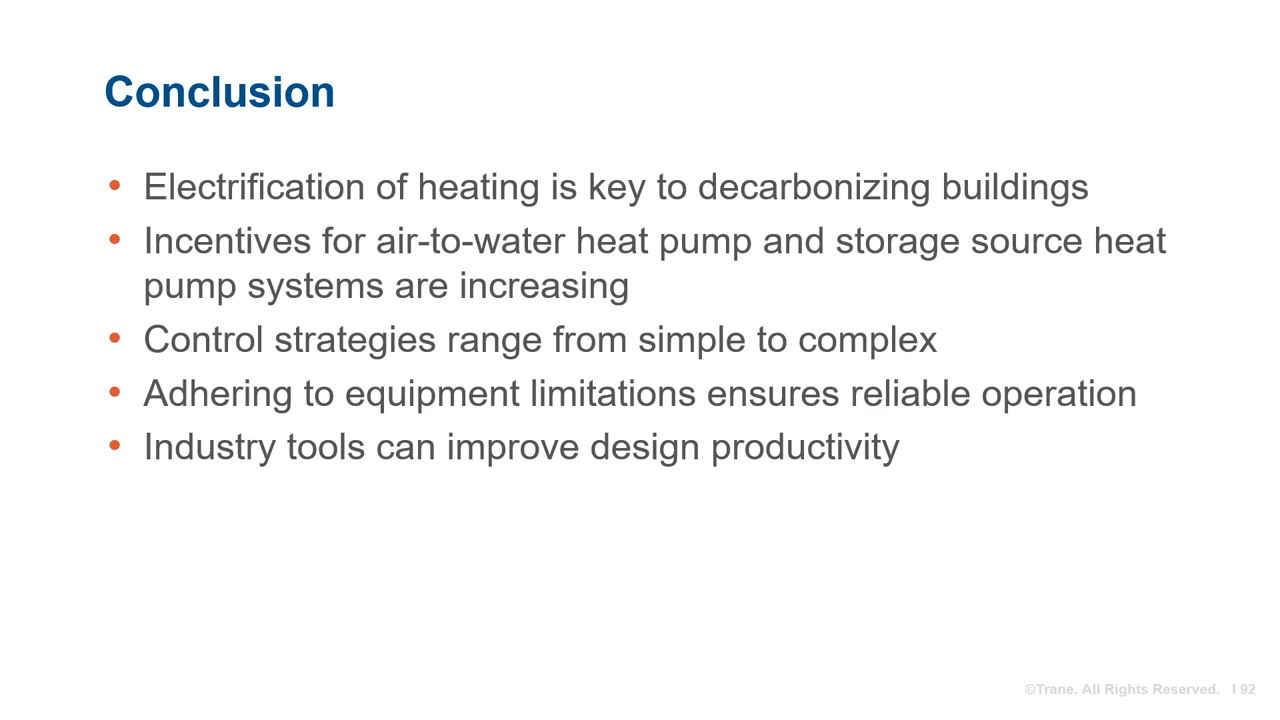 Conclusion
• Electrification of heating is key to decarbonizing buildings
• Incentives for air-to-water heat pump and storage source heat
pump systems are increasing
• Control strategies range from simple to complex
• Adhering to equipment limitations ensures reliable operation
• Industry tools can improve design productivity
©Trane. All Rights Reserved. I 92